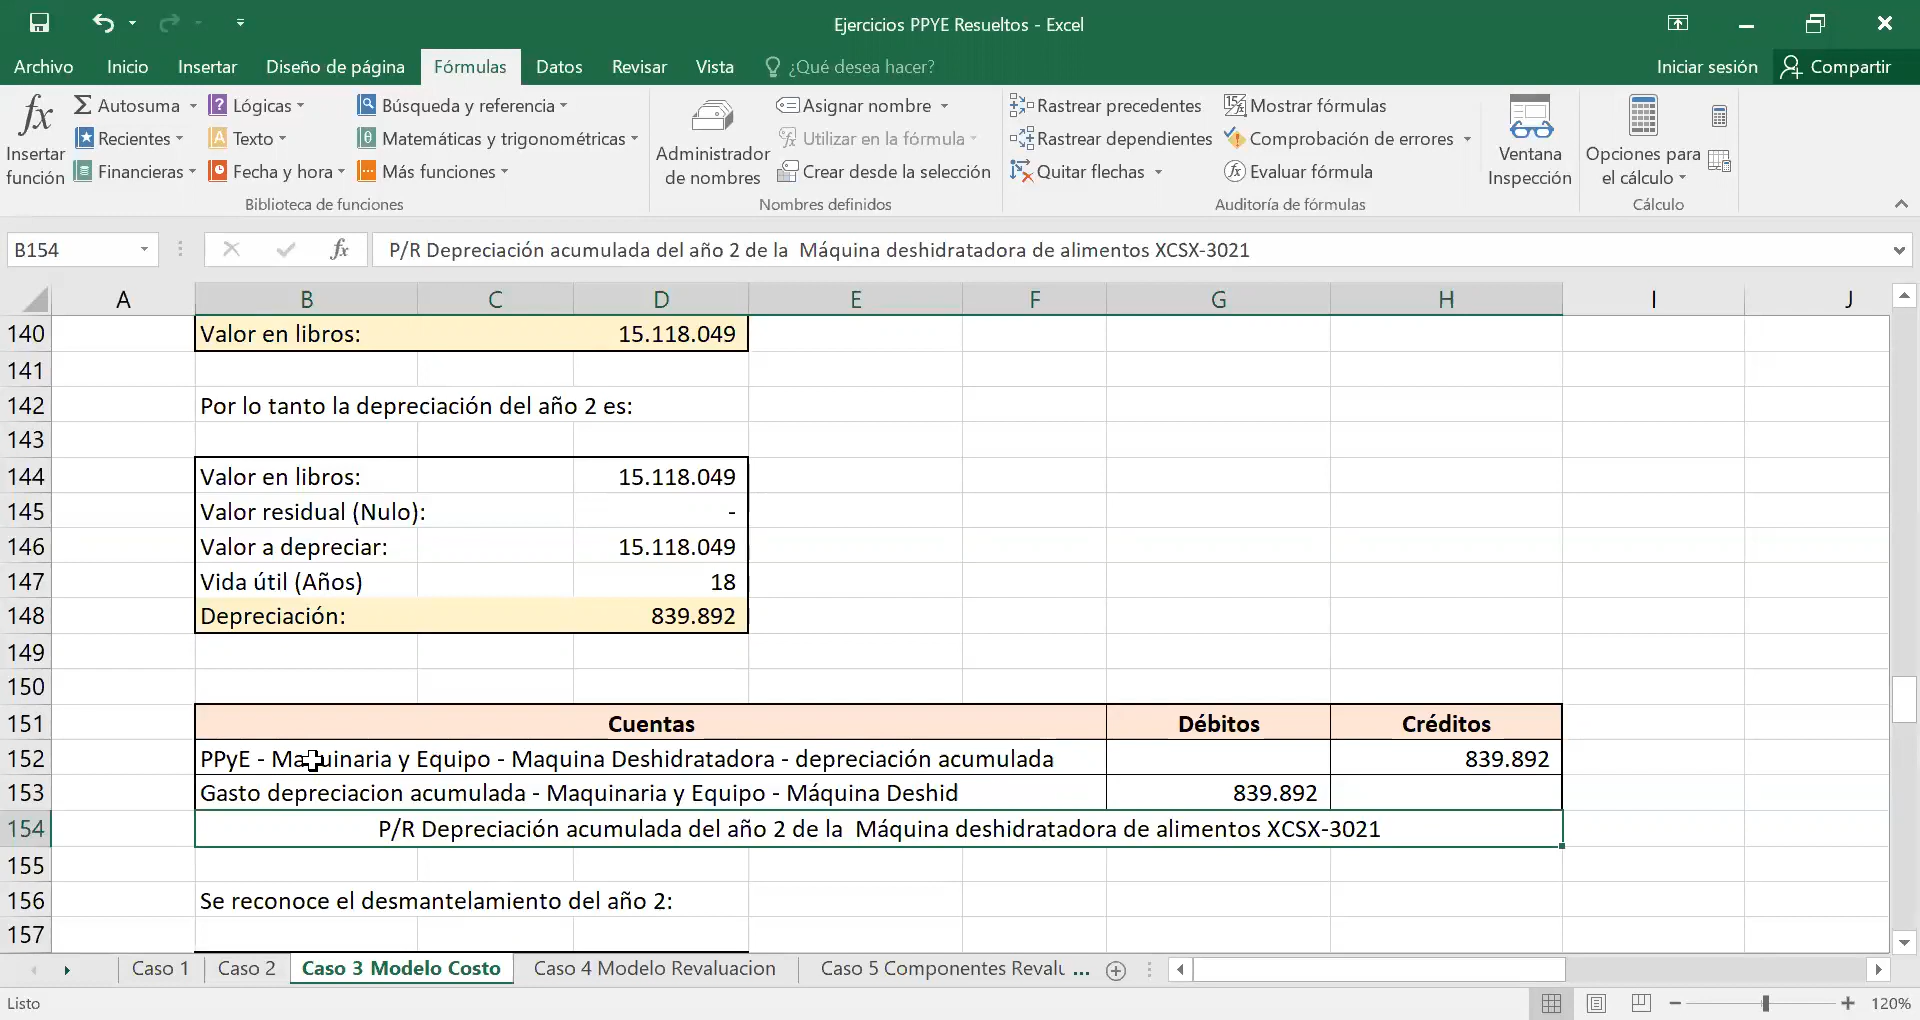 Ejercicios PPYE Resueltos - Excel
Archivo Inicio Insertar Diseño de página Fórmulas Datos Revisar Vista ¿Qué desea hacer? Iniciar sesión Compartir
fx Insertar función
Σ Autosuma
Recientes
Financieras
Lógicas
Texto
Fecha y hora
Búsqueda y referencia
Matemáticas y trigonométricas
Más funciones
Biblioteca de funciones
Administrador de nombres
Asignar nombre
Utilizar en la fórmula
Crear desde la selección
Nombres definidos
Rastrear precedentes
Rastrear dependientes
Quitar flechas
Mostrar fórmulas
Comprobación de errores
Evaluar fórmula
Auditoría de fórmulas
Ventana Inspección
Opciones para el cálculo
Cálculo
B154 fx P/R Depreciación acumulada del año 2 de la  Máquina deshidratadora de alimentos XCSX-3021
A B C D E F G H I J
140 Valor en libros: 15.118.049
141
142 Por lo tanto la depreciación del año 2 es:
143
144 Valor en libros: 15.118.049
145 Valor residual (Nulo): -
146 Valor a depreciar: 15.118.049
147 Vida útil (Años) 18
148 Depreciación: 839.892
149
150
151 Cuentas Débitos Créditos
152 PPyE - Maquinaria y Equipo - Maquina Deshidratadora - depreciación acumulada 839.892
153 Gasto depreciacion acumulada - Maquinaria y Equipo - Máquina Deshid 839.892
154 P/R Depreciación acumulada del año 2 de la  Máquina deshidratadora de alimentos XCSX-3021
155
156 Se reconoce el desmantelamiento del año 2:
157
Caso 1 Caso 2 Caso 3 Modelo Costo Caso 4 Modelo Revaluacion Caso 5 Componentes Revalu ...
Listo 120%